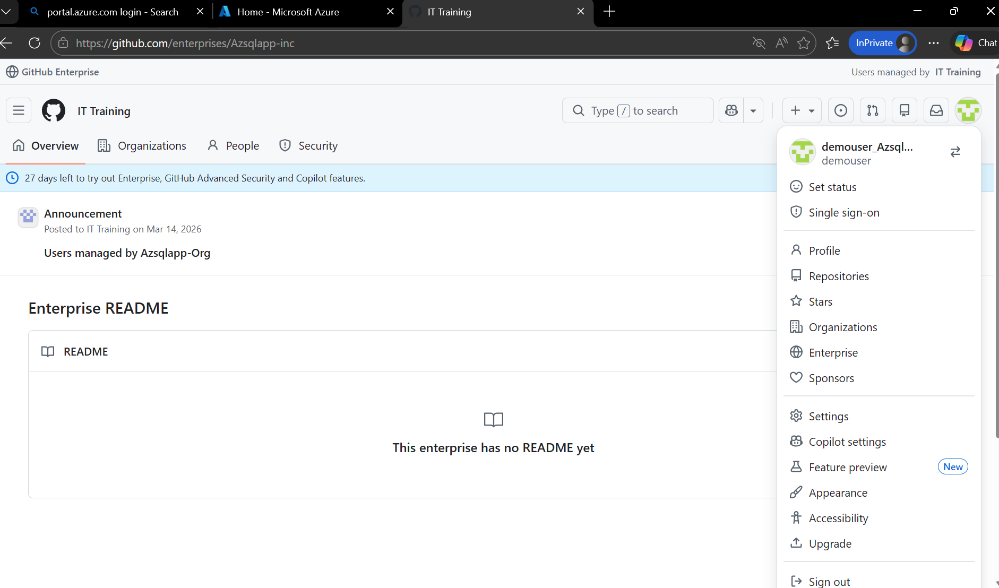 portal.azure.com login - Search
Home - Microsoft Azure
IT Training
https://github.com/enterprises/Azsqlapp-inc
InPrivate
Chat
GitHub Enterprise
Users managed by IT Training
IT Training
Type / to search
Overview
Organizations
People
Security
27 days left to try out Enterprise, GitHub Advanced Security and Copilot features.
Announcement
Posted to IT Training on Mar 14, 2026
Users managed by Azsqlapp-Org
Enterprise README
README
This enterprise has no README yet
demouser_Azsql...
demouser
Set status
Single sign-on
Profile
Repositories
Stars
Organizations
Enterprise
Sponsors
Settings
Copilot settings
Feature preview New
Appearance
Accessibility
Upgrade
Sign out